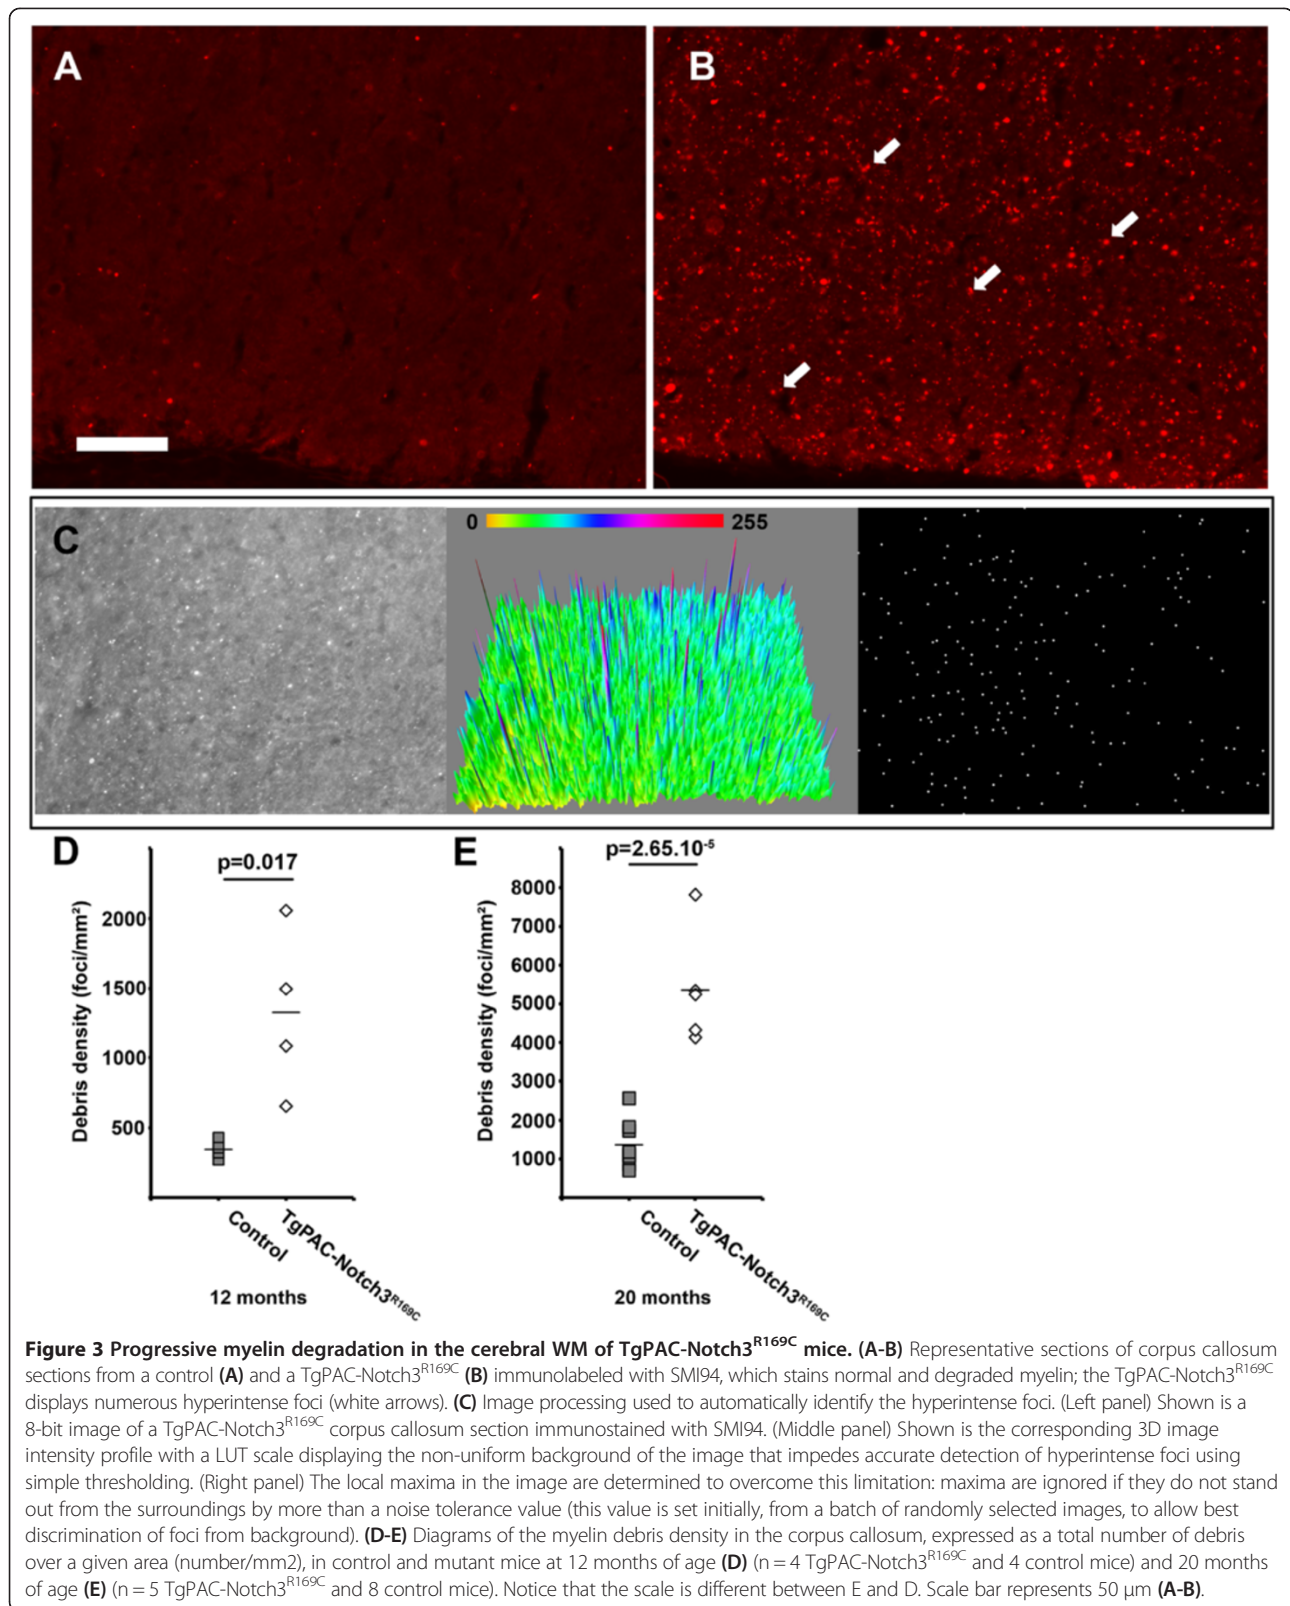 A
B
C
0
255
D
E
p=0.017
p=2.65.10⁻⁵
Debris density (foci/mm²)
2000
1500
1000
500
Control
TgPAC-Notch3ᴿ¹⁶⁹ᶜ
12 months
Debris density (foci/mm²)
8000
7000
6000
5000
4000
3000
2000
1000
Control
TgPAC-Notch3ᴿ¹⁶⁹ᶜ
20 months
Figure 3 Progressive myelin degradation in the cerebral WM of TgPAC-Notch3ᴿ¹⁶⁹ᶜ mice. (A-B) Representative sections of corpus callosum
sections from a control (A) and a TgPAC-Notch3ᴿ¹⁶⁹ᶜ (B) immunolabeled with SMI94, which stains normal and degraded myelin; the TgPAC-Notch3ᴿ¹⁶⁹ᶜ
displays numerous hyperintense foci (white arrows). (C) Image processing used to automatically identify the hyperintense foci. (Left panel) Shown is a
8-bit image of a TgPAC-Notch3ᴿ¹⁶⁹ᶜ corpus callosum section immunostained with SMI94. (Middle panel) Shown is the corresponding 3D image
intensity profile with a LUT scale displaying the non-uniform background of the image that impedes accurate detection of hyperintense foci using
simple thresholding. (Right panel) The local maxima in the image are determined to overcome this limitation: maxima are ignored if they do not stand
out from the surroundings by more than a noise tolerance value (this value is set initially, from a batch of randomly selected images, to allow best
discrimination of foci from background). (D-E) Diagrams of the myelin debris density in the corpus callosum, expressed as a total number of debris
over a given area (number/mm2), in control and mutant mice at 12 months of age (D) (n = 4 TgPAC-Notch3ᴿ¹⁶⁹ᶜ and 4 control mice) and 20 months
of age (E) (n = 5 TgPAC-Notch3ᴿ¹⁶⁹ᶜ and 8 control mice). Notice that the scale is different between E and D. Scale bar represents 50 μm (A-B).